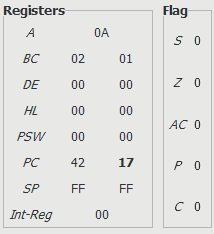 Registers Flag
A 0A S 0
BC 02 01
DE 00 00 Z 0
HL 00 00
PSW 00 00 AC 0
PC 42 17 P 0
SP FF FF
Int-Reg 00 C 0